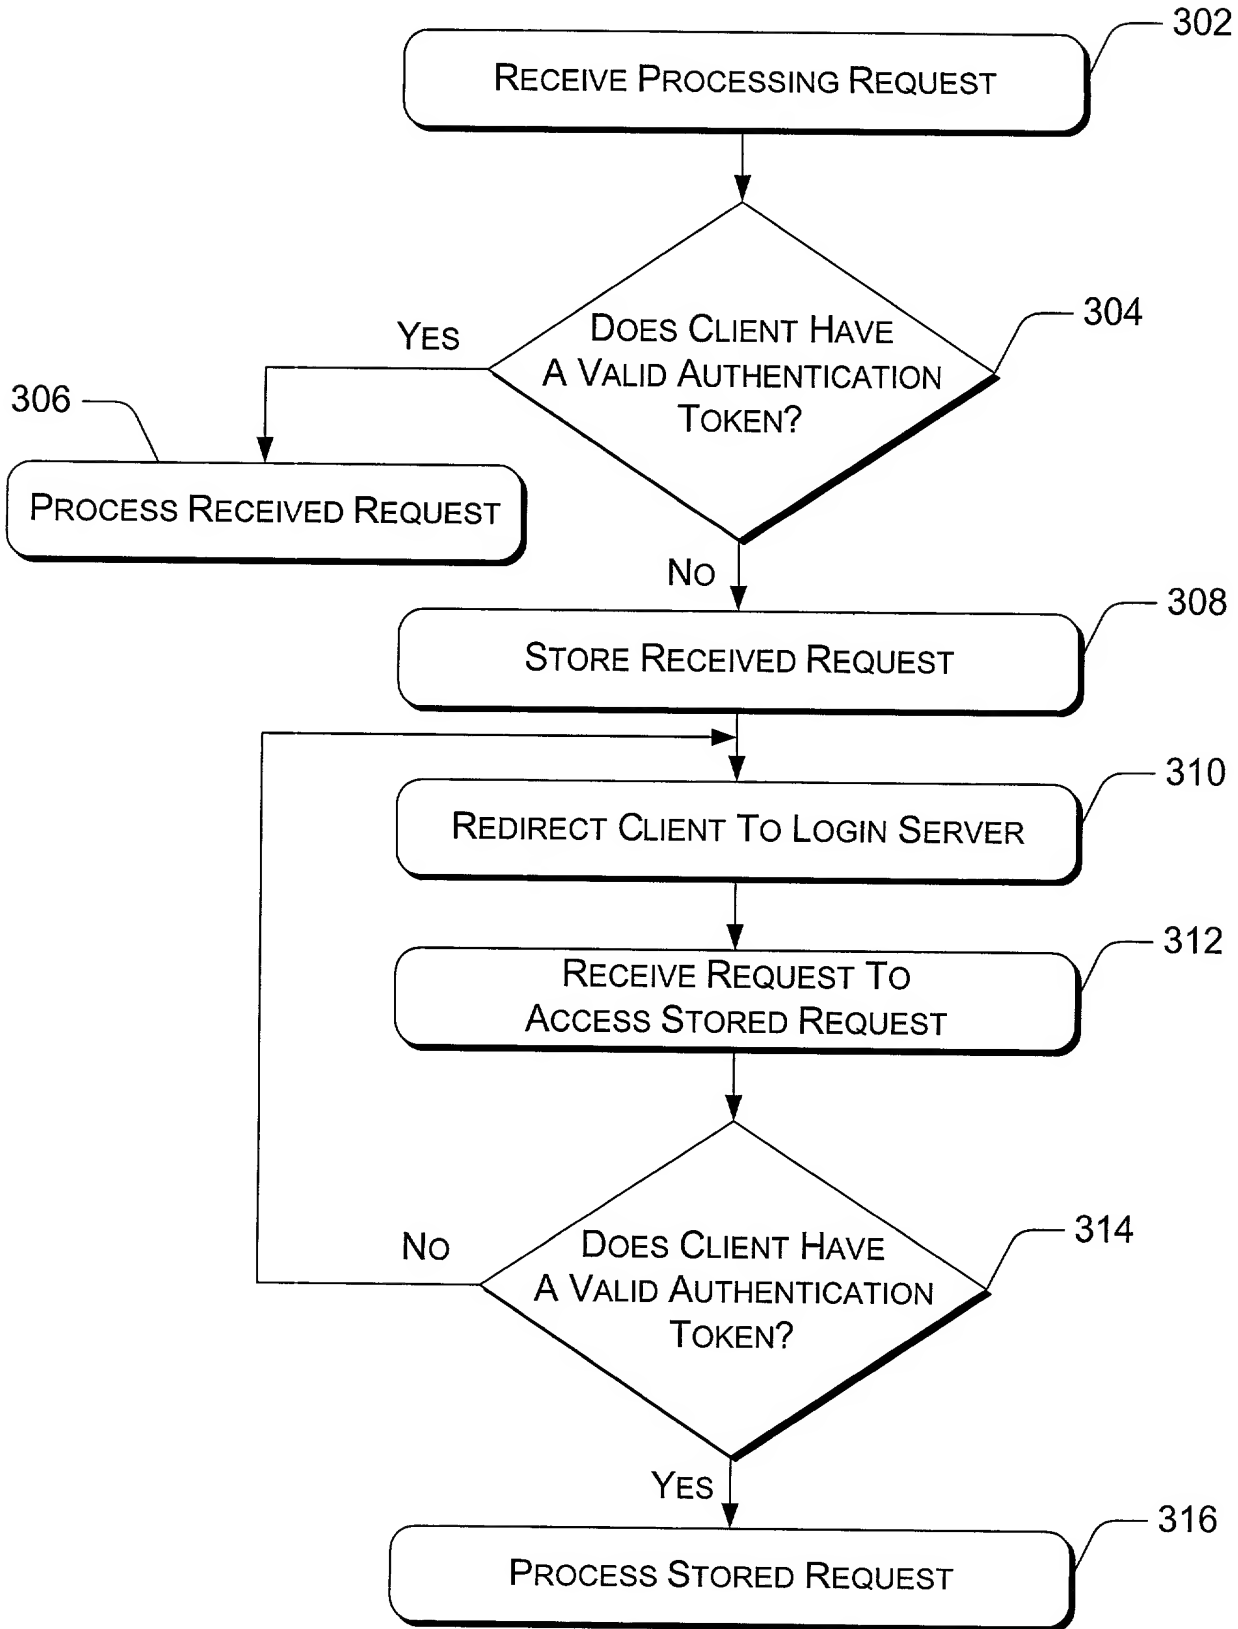 302
RECEIVE PROCESSING REQUEST
304
DOES CLIENT HAVE
A VALID AUTHENTICATION
TOKEN?
YES
306
PROCESS RECEIVED REQUEST
NO
308
STORE RECEIVED REQUEST
310
REDIRECT CLIENT TO LOGIN SERVER
312
RECEIVE REQUEST TO
ACCESS STORED REQUEST
314
DOES CLIENT HAVE
A VALID AUTHENTICATION
TOKEN?
NO
YES
316
PROCESS STORED REQUEST